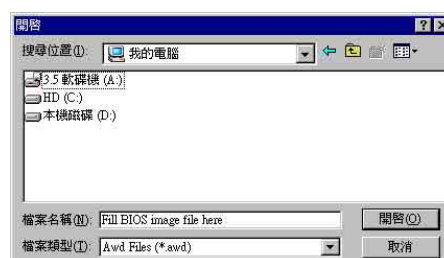 開啓
搜尋位置(I): 我的電腦
3.5 軟碟機 (A:)
HD (C:)
本機磁碟 (D:)
檔案名稱(N): Fill BIOS image file here 開啓(O)
檔案類型(T): Awd Files (*.awd) 取消